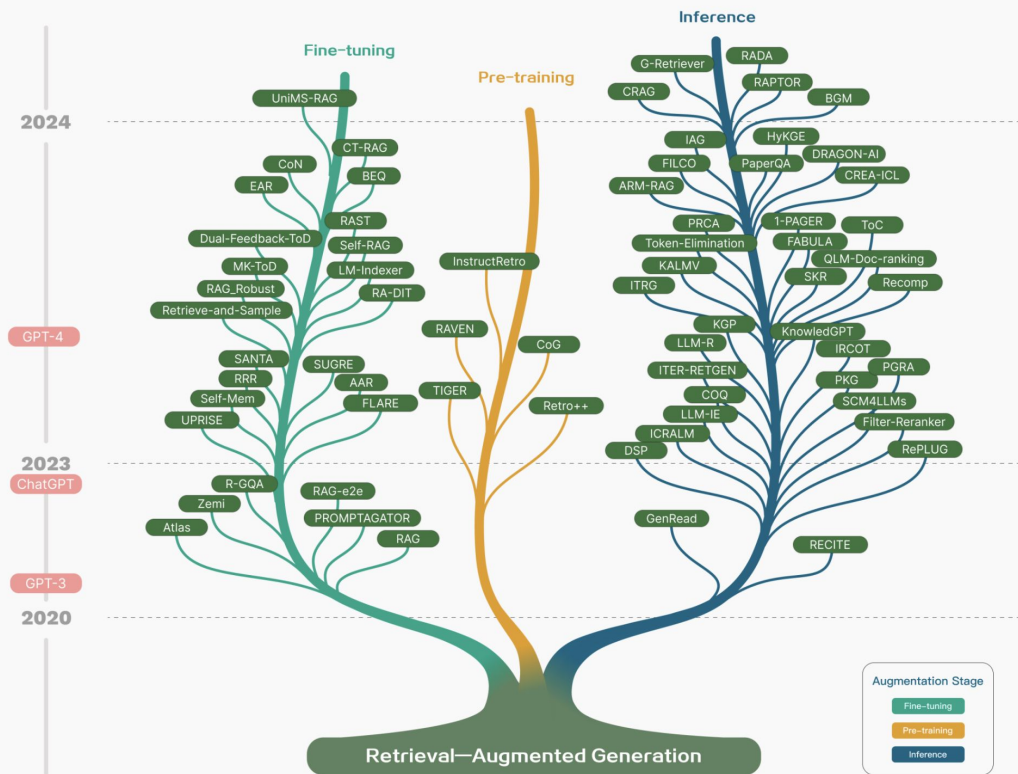 Inference
Fine-tuning
Pre-training
RADA
G-Retriever
RAPTOR
CRAG
BGM
UniMS-RAG
2024
HyKGE
IAG
CT-RAG
DRAGON-AI
CoN
FILCO
PaperQA
BEQ
CREA-ICL
EAR
ARM-RAG
RAST
PRCA
1-PAGER
ToC
Dual-Feedback-ToD
Self-RAG
Token-Elimination
FABULA
InstructRetro
QLM-Doc-ranking
MK-ToD
LM-Indexer
KALMV
SKR
RAG_Robust
RA-DIT
ITRG
Recomp
Retrieve-and-Sample
KGP
KnowledGPT
RAVEN
GPT-4
LLM-R
CoG
IRCOT
SANTA
SUGRE
PGRA
RRR
ITER-RETGEN
AAR
PKG
TIGER
Self-Mem
COQ
FLARE
SCM4LLMs
Retro++
UPRISE
LLM-IE
Filter-Reranker
ICRALM
DSP
RePLUG
2023
ChatGPT
R-GQA
RAG-e2e
Zemi
PROMPTAGATOR
GenRead
Atlas
RAG
RECITE
GPT-3
2020
Augmentation Stage
Fine-tuning
Pre-training
Inference
Retrieval—Augmented Generation